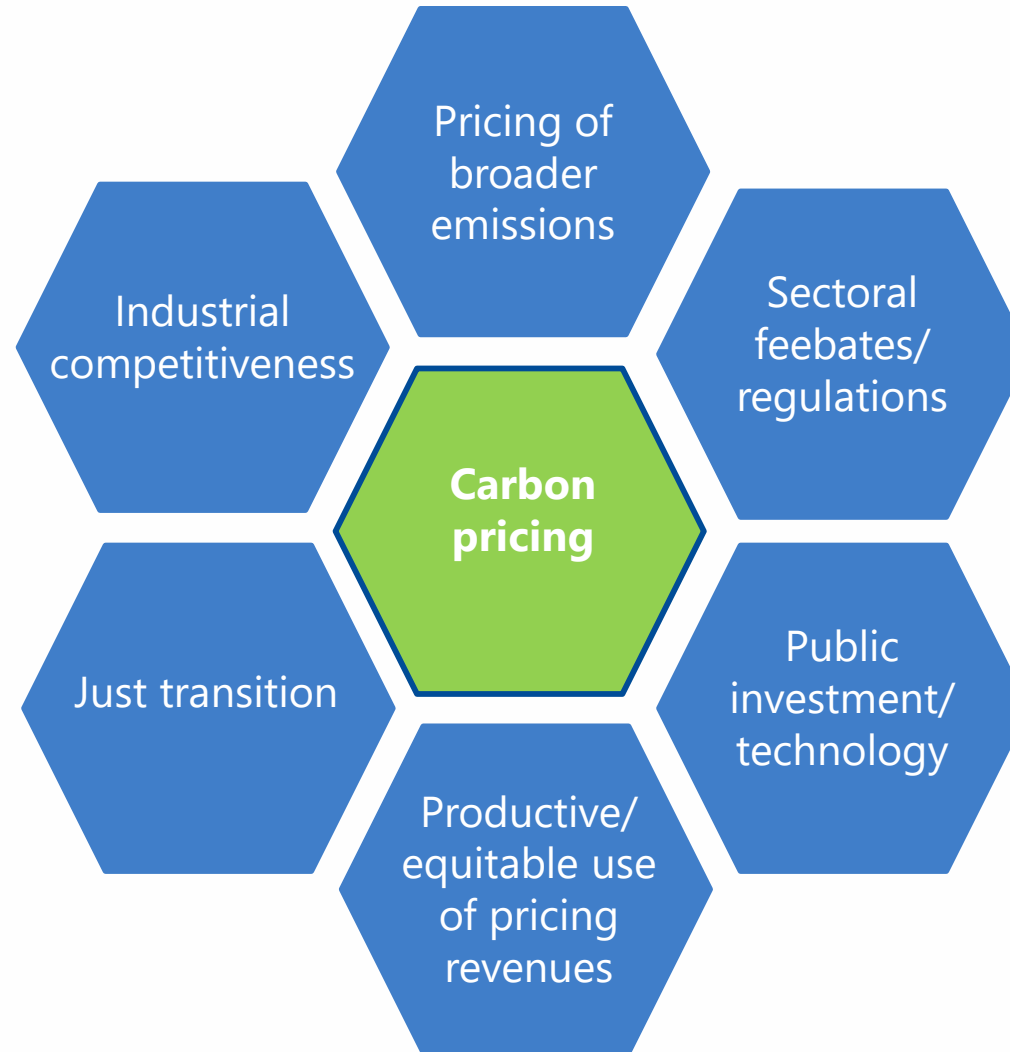 Pricing of
broader
emissions
Industrial
competitiveness
Sectoral
feebates/
regulations
Carbon
pricing
Just transition
Public
investment/
technology
Productive/
equitable use
of pricing
revenues